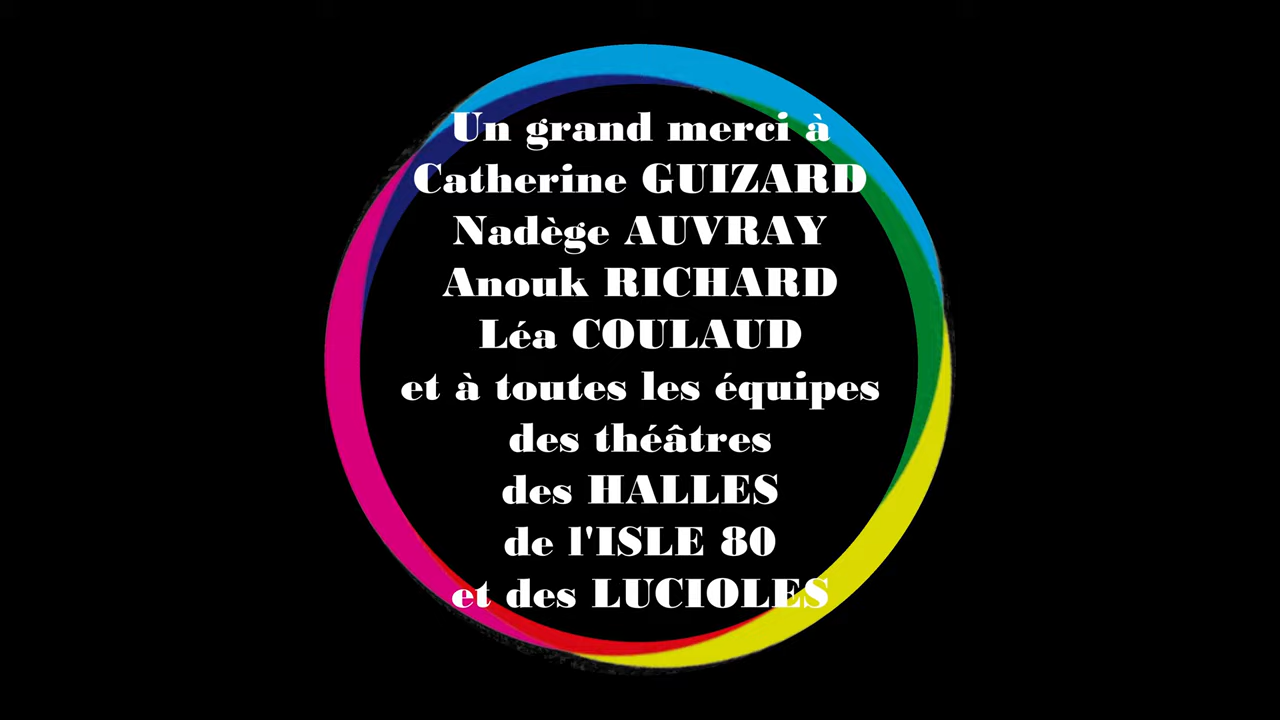 Un grand merci à
Catherine GUIZARD
Nadège AUVRAY
Anouk RICHARD
Léa COULAUD
et à toutes les équipes
des théâtres
des HALLES
de l'ISLE 80
et des LUCIOLES